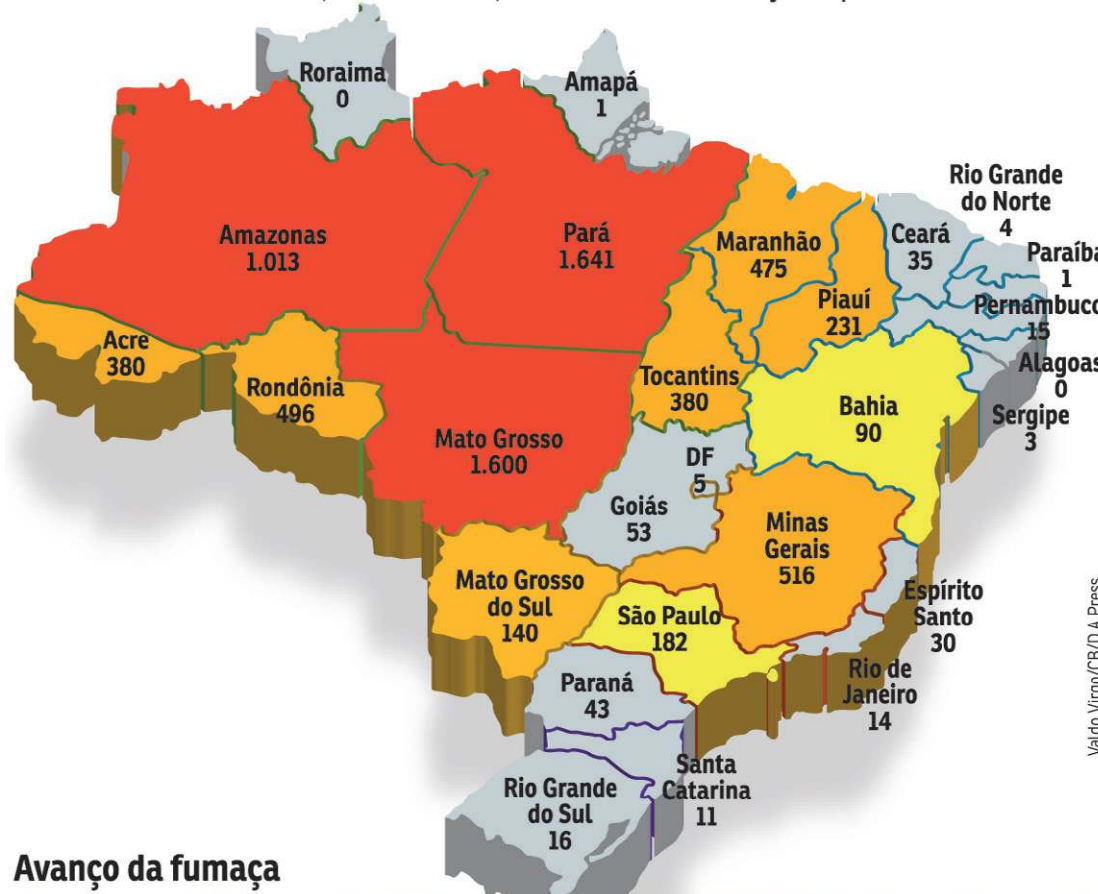 Roraima
0
Amapá
1
Amazonas
1.013
Pará
1.641
Maranhão
475
Piauí
231
Ceará
35
Rio Grande
do Norte
4
Paraíba
1
Pernambuco
15
Alagoas
0
Sergipe
3
Acre
380
Rondônia
496
Tocantins
380
Bahia
90
Mato Grosso
1.600
DF
5
Goiás
53
Minas
Gerais
516
Mato Grosso
do Sul
140
São Paulo
182
Espírito
Santo
30
Rio de
Janeiro
14
Paraná
43
Santa
Catarina
11
Rio Grande
do Sul
16
Valdo Virgo/CB/D.A Press
Avanço da fumaça